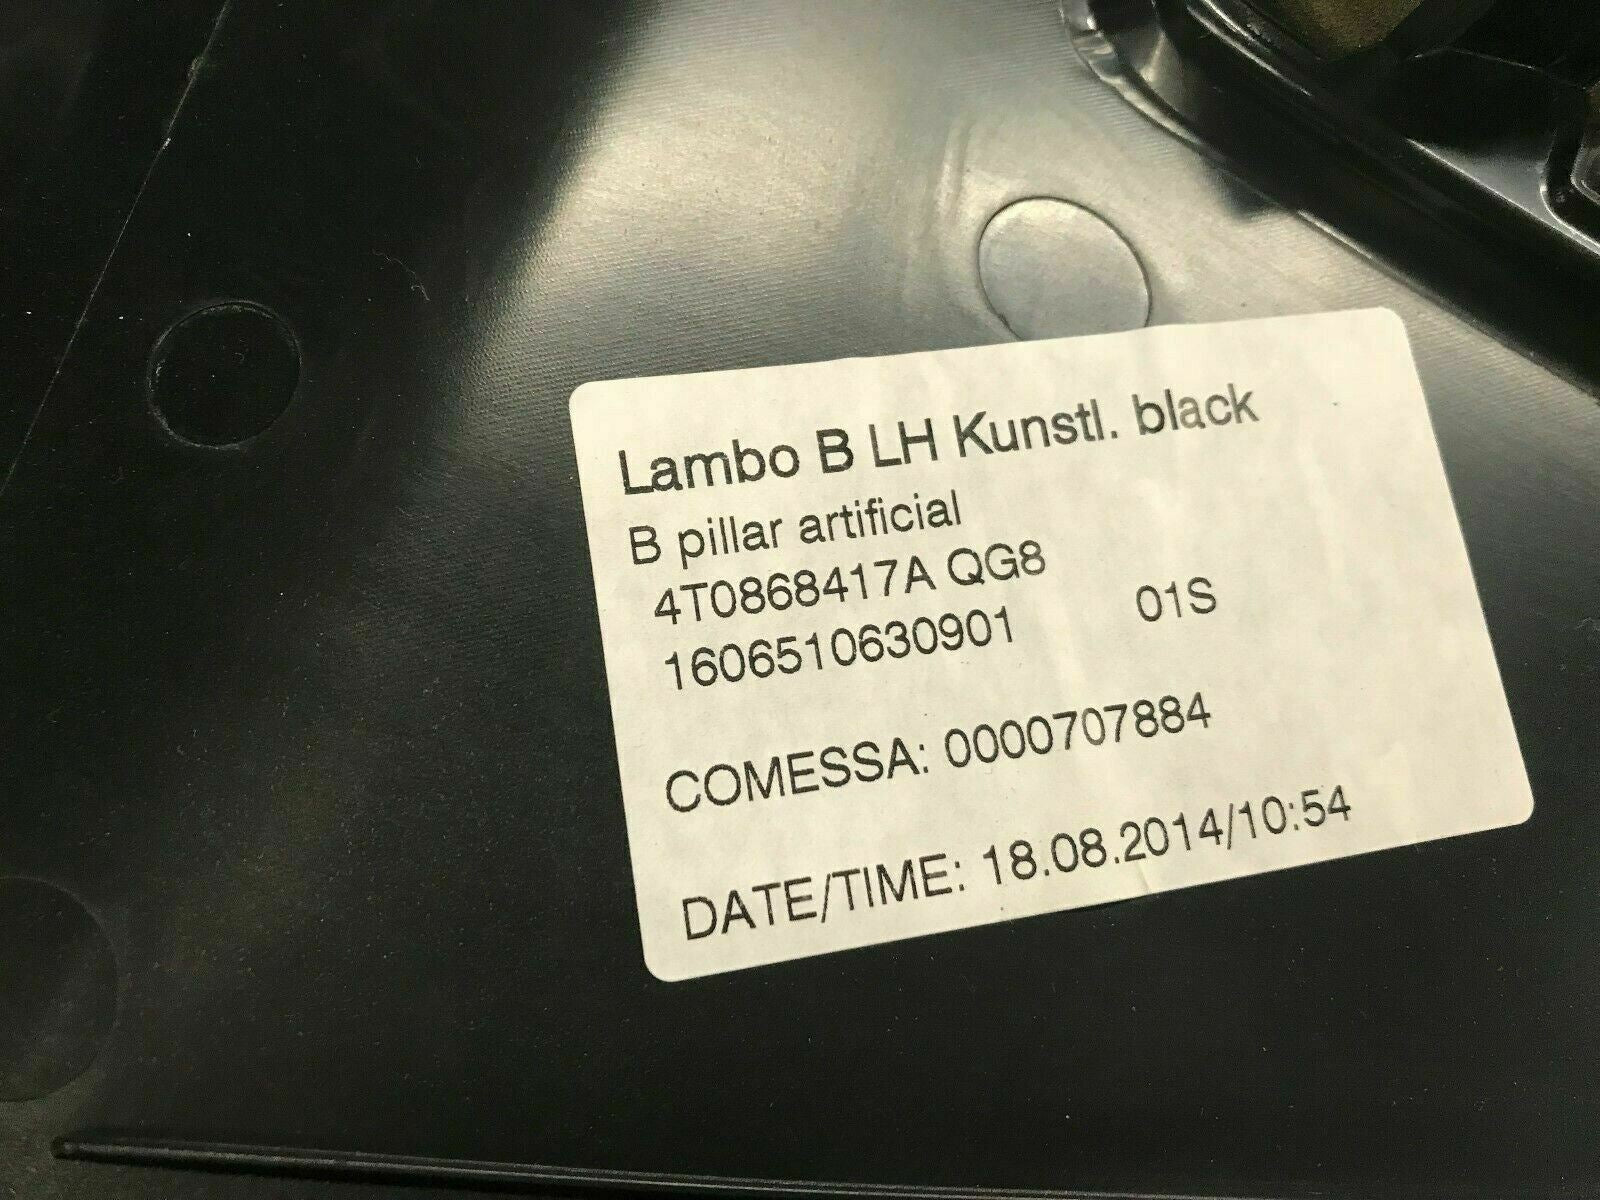 Lambo B LH Kunstl. black
B pillar artificial
4T0868417A QG8
1606510630901 01S
COMESSA: 0000707884
DATE/TIME: 18.08.2014/10:54